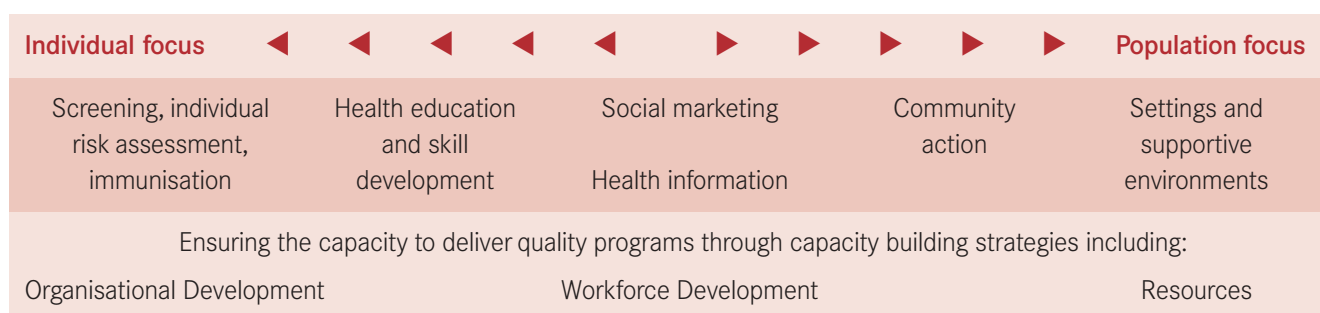 Individual focus
Population focus
Screening, individual
risk assessment,
immunisation
Health education
and skill
development
Social marketing
Health information
Community
action
Settings and
supportive
environments
Ensuring the capacity to deliver quality programs through capacity building strategies including:
Organisational Development
Workforce Development
Resources